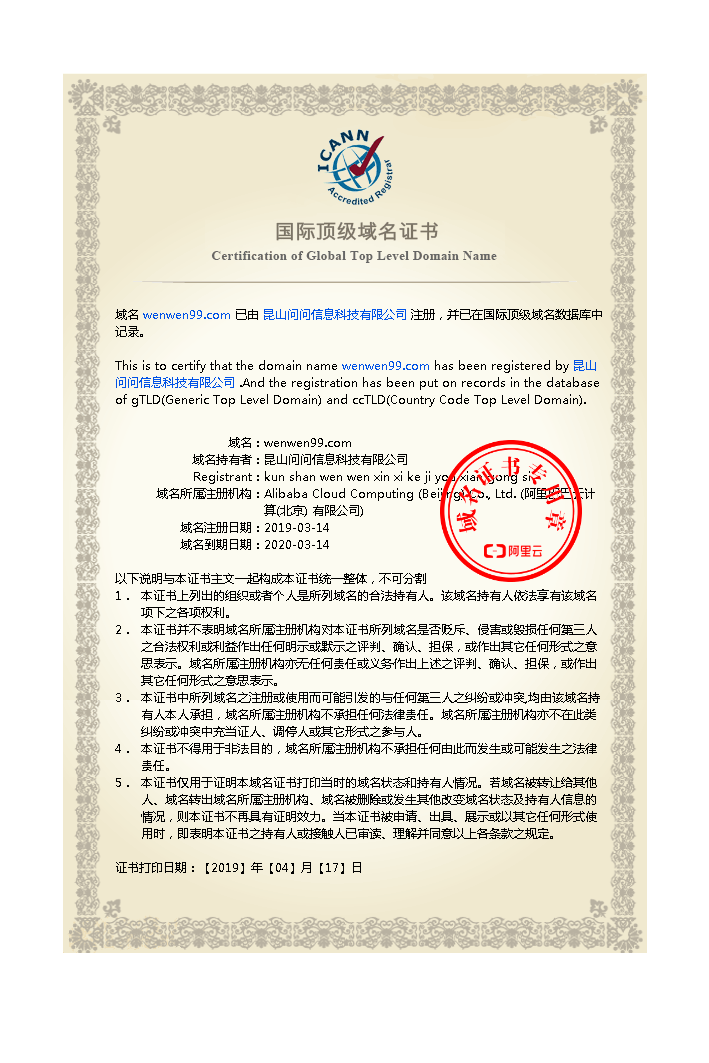 ICANN
Accredited Registrar
国际顶级域名证书
Certification of Global Top Level Domain Name
域名 wenwen99.com 已由 昆山问问信息科技有限公司 注册，并已在国际顶级域名数据库中
记录。
This is to certify that the domain name wenwen99.com has been registered by 昆山
问问信息科技有限公司 .And the registration has been put on records in the database
of gTLD(Generic Top Level Domain) and ccTLD(Country Code Top Level Domain).
域名：wenwen99.com
域名持有者：昆山问问信息科技有限公司
Registrant：kun shan wen wen xin xi ke ji you xian gong si
域名所属注册机构：Alibaba Cloud Computing (Beijing) Co., Ltd. (阿里巴巴云计
算(北京) 有限公司)
域名注册日期：2019-03-14
域名到期日期：2020-03-14
域名证书专用章
阿里云
以下说明与本证书主文一起构成本证书统一整体，不可分割
1． 本证书上列出的组织或者个人是所列域名的合法持有人。该域名持有人依法享有该域名
项下之各项权利。
2． 本证书并不表明域名所属注册机构对本证书所列域名是否贬斥、侵害或毁损任何第三人
之合法权利或利益作出任何明示或默示之评判、确认、担保，或作出其它任何形式之意
思表示。域名所属注册机构亦无任何责任或义务作出上述之评判、确认、担保，或作出
其它任何形式之意思表示。
3． 本证书中所列域名之注册或使用而可能引发的与任何第三人之纠纷或冲突,均由该域名持
有人本人承担，域名所属注册机构不承担任何法律责任。域名所属注册机构亦不在此类
纠纷或冲突中充当证人、调停人或其它形式之参与人。
4． 本证书不得用于非法目的，域名所属注册机构不承担任何由此而发生或可能发生之法律
责任。
5． 本证书仅用于证明本域名证书打印当时的域名状态和持有人情况。若域名被转让给其他
人、域名转出域名所属注册机构、域名被删除或发生其他改变域名状态及持有人信息的
情况，则本证书不再具有证明效力。当本证书被申请、出具、展示或以其它任何形式使
用时，即表明本证书之持有人或接触人已审读、理解并同意以上各条款之规定。
证书打印日期：【2019】年【04】月【17】日